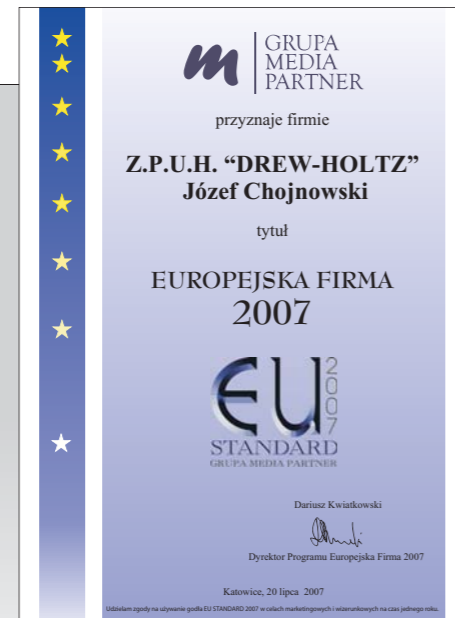 m
GRUPA
MEDIA
PARTNER
przyznaje firmie
Z.P.U.H. “DREW-HOLTZ”
Józef Chojnowski
tytuł
EUROPEJSKA FIRMA
2007
EU 2007
STANDARD
GRUPA MEDIA PARTNER
Dariusz Kwiatkowski
Dyrektor Programu Europejska Firma 2007
Katowice, 20 lipca 2007
Udzielam zgody na używanie godła EU STANDARD 2007 w celach marketingowych i wizerunkowych na czas jednego roku.